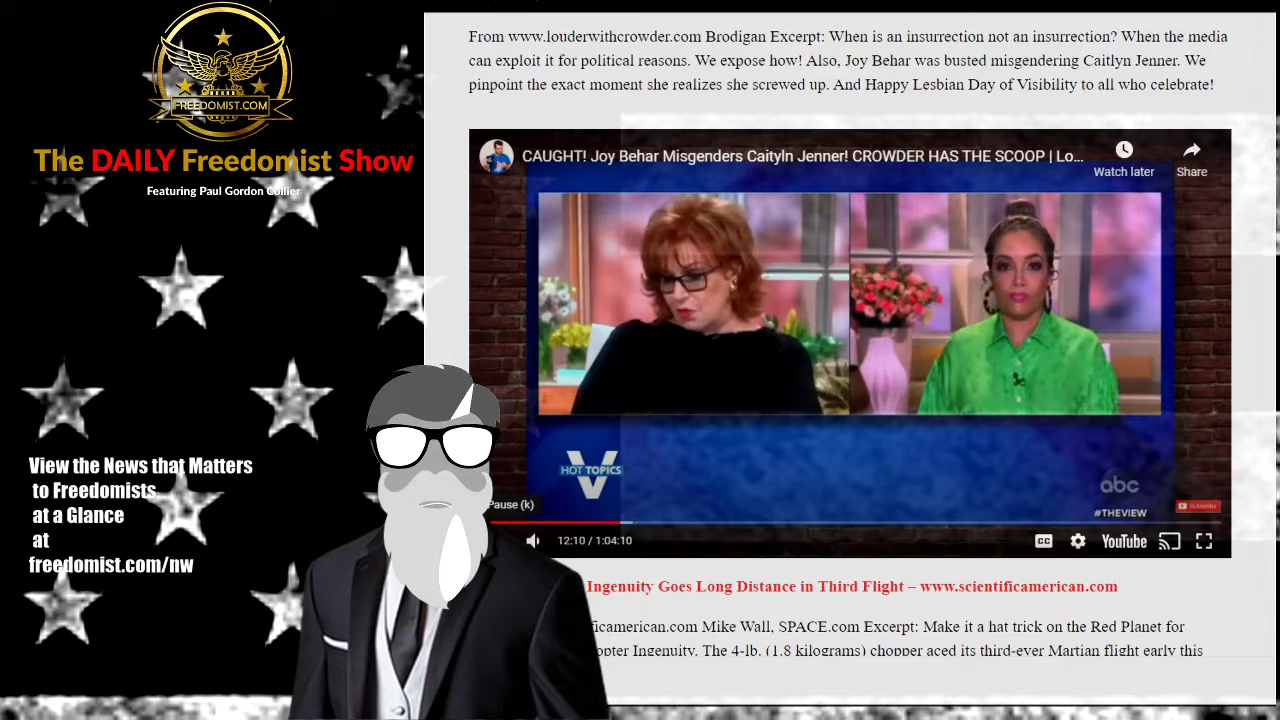 FREEDOMIST.COM
The DAILY Freedomist Show
Featuring Paul Gordon Collier
View the News that Matters
to Freedomists
at a Glance
at
freedomist.com/nw
From www.louderwithcrowder.com Brodigan Excerpt: When is an insurrection not an insurrection? When the media
can exploit it for political reasons. We expose how! Also, Joy Behar was busted misgendering Caitlyn Jenner. We
pinpoint the exact moment she realizes she screwed up. And Happy Lesbian Day of Visibility to all who celebrate!
CAUGHT! Joy Behar Misgenders Caityln Jenner! CROWDER HAS THE SCOOP | Lo...
Watch later
Share
HOT TOPICS
V
abc
#THEVIEW
Subscribe
Pause (k)
12:10 / 1:04:10
CC
YouTube
Ingenuity Goes Long Distance in Third Flight – www.scientificamerican.com
ficamerican.com Mike Wall, SPACE.com Excerpt: Make it a hat trick on the Red Planet for
opter Ingenuity. The 4-lb. (1.8 kilograms) chopper aced its third-ever Martian flight early this